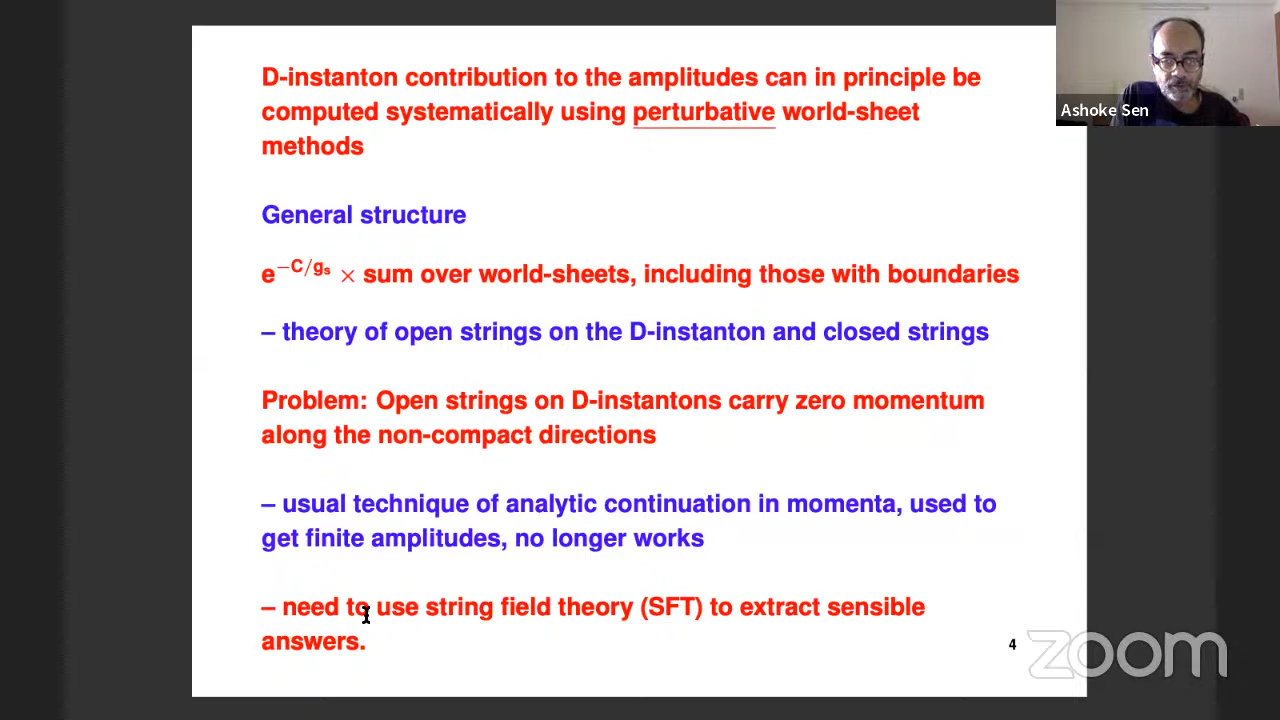 D-instanton contribution to the amplitudes can in principle be
computed systematically using perturbative world-sheet
methods
General structure
e^{−C/g_s} × sum over world-sheets, including those with boundaries
– theory of open strings on the D-instanton and closed strings
Problem: Open strings on D-instantons carry zero momentum
along the non-compact directions
– usual technique of analytic continuation in momenta, used to
get finite amplitudes, no longer works
– need to use string field theory (SFT) to extract sensible
answers.
4
Ashoke Sen
zoom